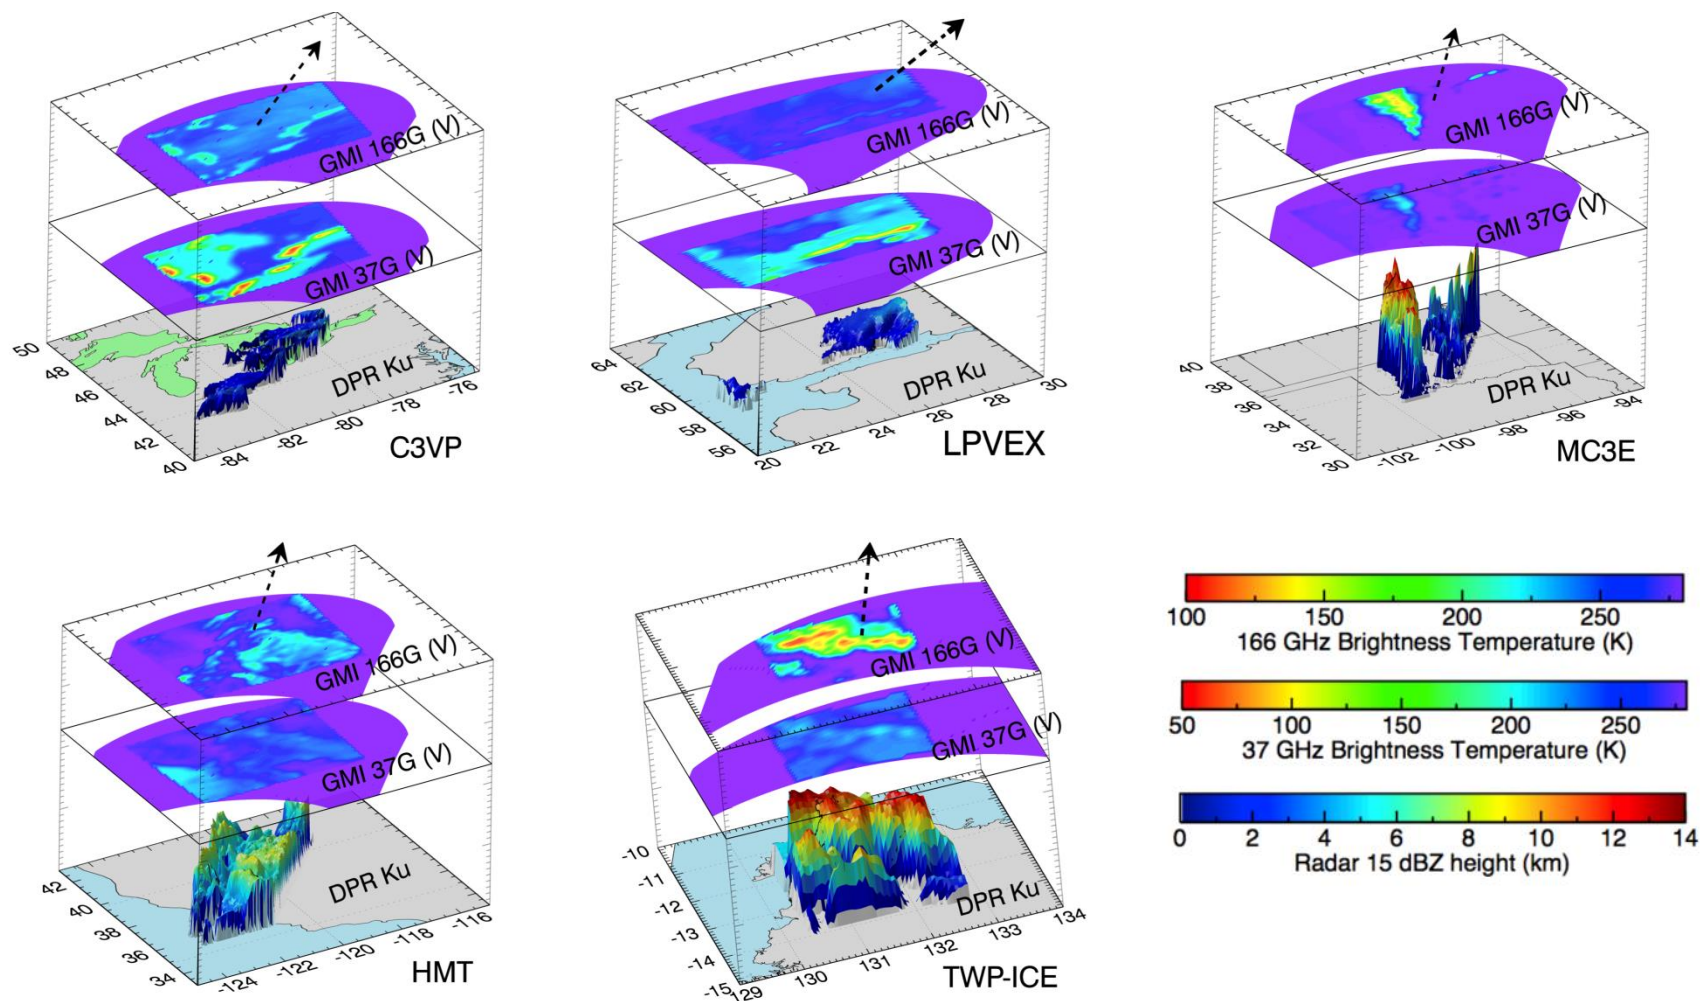 GMI 166G (V)
GMI 37G (V)
DPR Ku
50
48
46
44
42
40
-84
-82
-80
-78
-76
C3VP
GMI 166G (V)
GMI 37G (V)
DPR Ku
64
62
60
58
56
20
22
24
26
28
30
LPVEX
GMI 166G (V)
GMI 37G (V)
DPR Ku
40
38
36
34
32
30
-102
-100
-98
-96
-94
MC3E
GMI 166G (V)
GMI 37G (V)
DPR Ku
42
40
38
36
34
-124
-122
-120
-118
-116
HMT
GMI 166G (V)
GMI 37G (V)
DPR Ku
-10
-11
-12
-13
-14
-15
129
130
131
132
133
134
TWP-ICE
100 150 200 250
166 GHz Brightness Temperature (K)
50 100 150 200 250
37 GHz Brightness Temperature (K)
0 2 4 6 8 10 12 14
Radar 15 dBZ height (km)